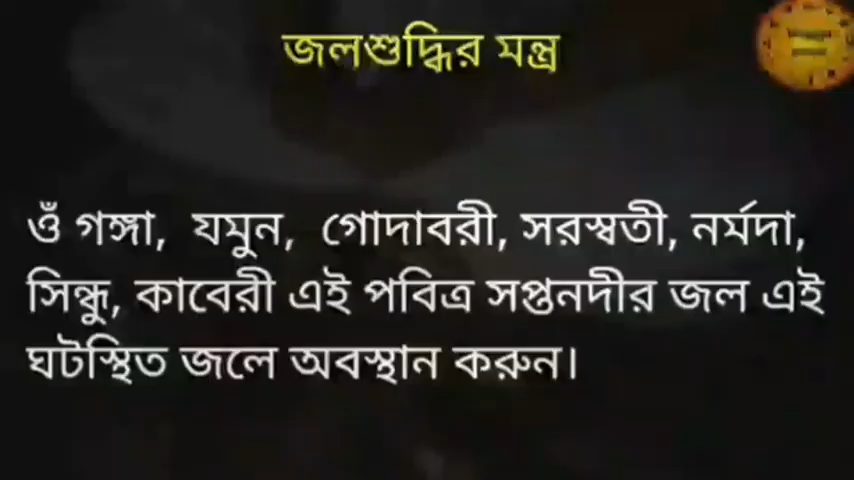 জলশুদ্ধির মন্ত্র
ওঁ গঙ্গা, যমুন, গোদাবরী, সরস্বতী, নর্মদা,
সিন্ধু, কাবেরী এই পবিত্র সপ্তনদীর জল এই
ঘটস্থিত জলে অবস্থান করুন।